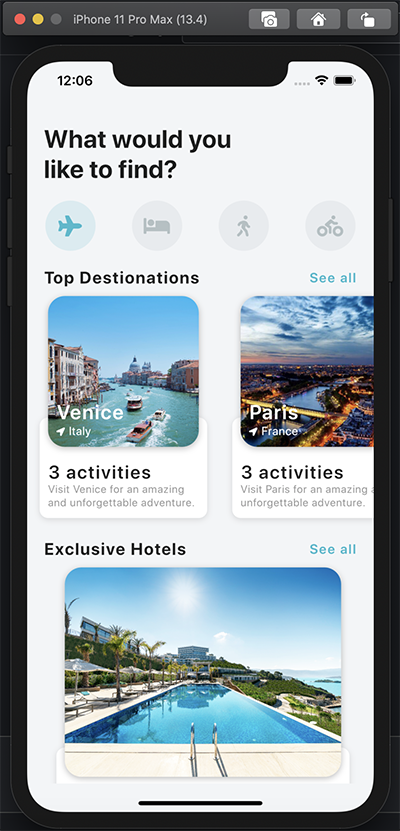 iPhone 11 Pro Max (13.4)
12:06
What would you
like to find?
Top Destionations
See all
Venice
Italy
3 activities
Visit Venice for an amazing
and unforgettable adventure.
Paris
France
3 activities
Visit Paris for an amazing a
unforgettable adventure.
Exclusive Hotels
See all